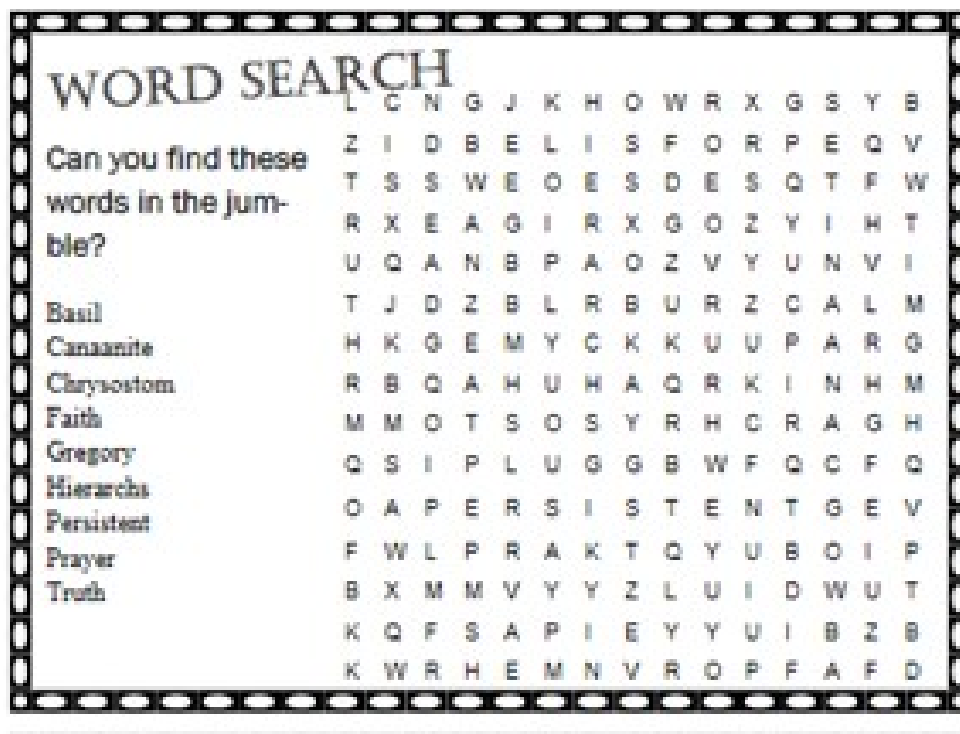 WORD SEARCH
Can you find these
words in the jum-
ble?
Basil
Canaanite
Chrysostom
Faith
Gregory
Hierarchs
Persistent
Prayer
Truth
L C N G J K H O W R X G S Y B
Z I D B E L I S F O R P E Q V
T S S W E O E S D E S Q T F W
R X E A G I R X G O Z Y I H T
U Q A N B P A O Z V Y U N V I
T J D Z B L R B U R Z C A L M
H K G E M Y C K K U U P A R G
R B Q A H U H A Q R K I N H M
M M O T S O S Y R H C R A G H
Q S I P L U G G B W F Q C F Q
O A P E R S I S T E N T G E V
F W L P R A K T Q Y U B O I P
B X M M V Y Y Z L U I D W U T
K Q F S A P I E Y Y U I B Z B
K W R H E M N V R O P F A F D